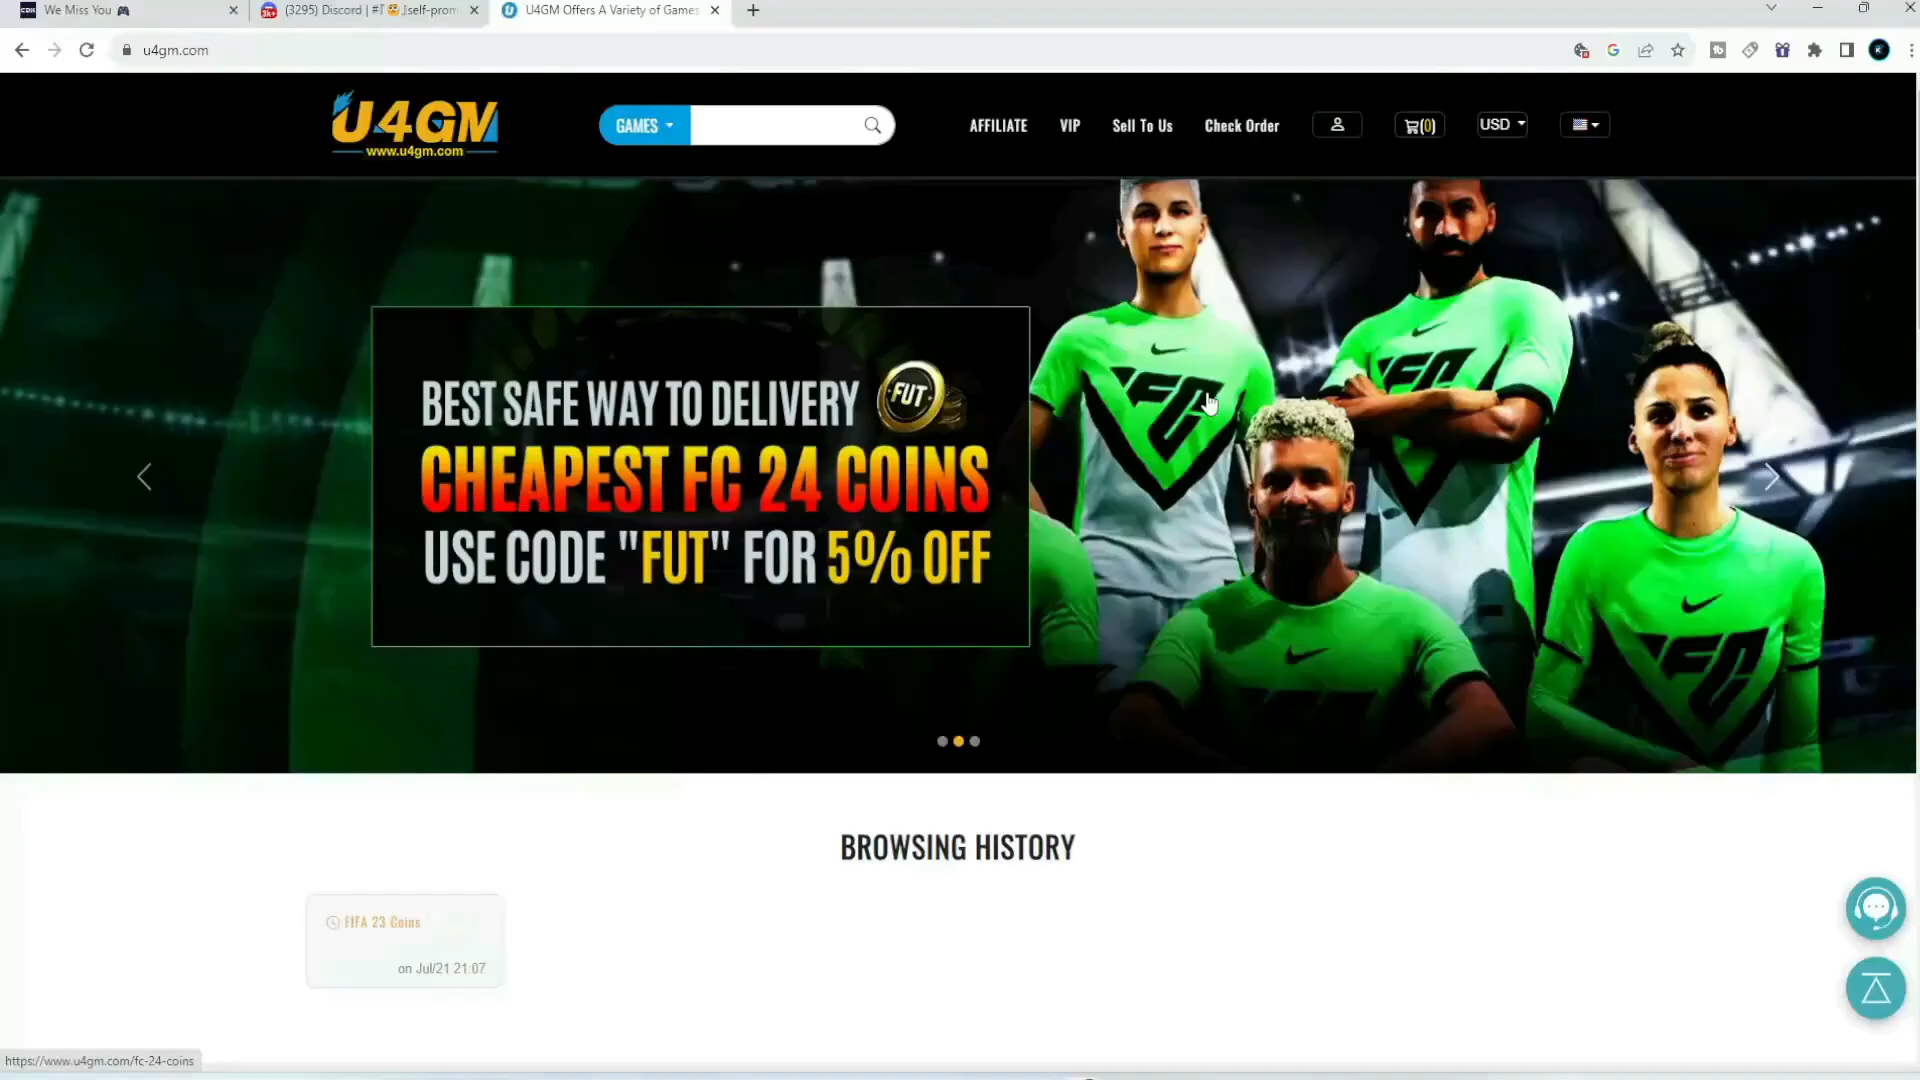 We Miss You 🎮
(3295) Discord | #
self-prom
U4GM Offers A Variety of Games
u4gm.com
U4GM
www.u4gm.com
GAMES
AFFILIATE
VIP
Sell To Us
Check Order
(0)
USD
BEST SAFE WAY TO DELIVERY
FUT
CHEAPEST FC 24 COINS
USE CODE "FUT" FOR 5% OFF
BROWSING HISTORY
FIFA 23 Coins
on Jul/21 21:07
https://www.u4gm.com/fc-24-coins